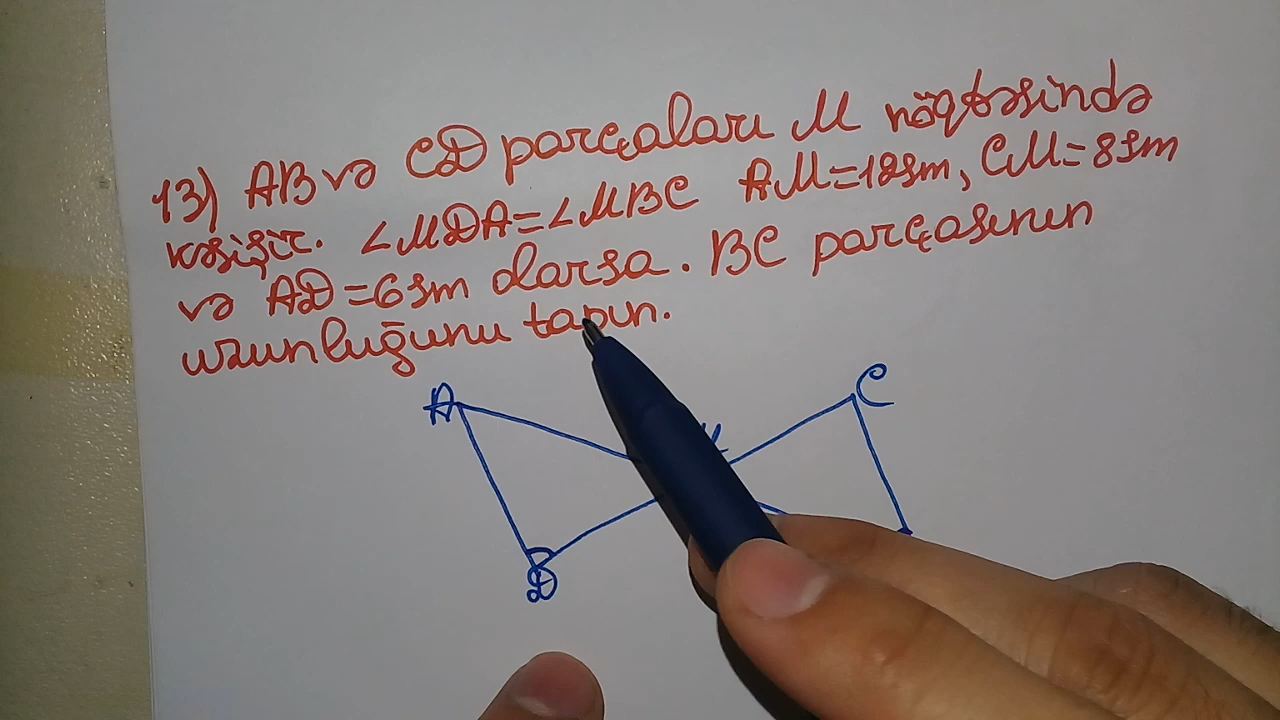 13) AB və CD parçaları M nöqtəsində
kəsişir. ∠MDA=∠MBC AM=12sm, CM=8sm
və AD=6sm olarsa. BC parçasının
uzunluğunu tapın.
A
C
D